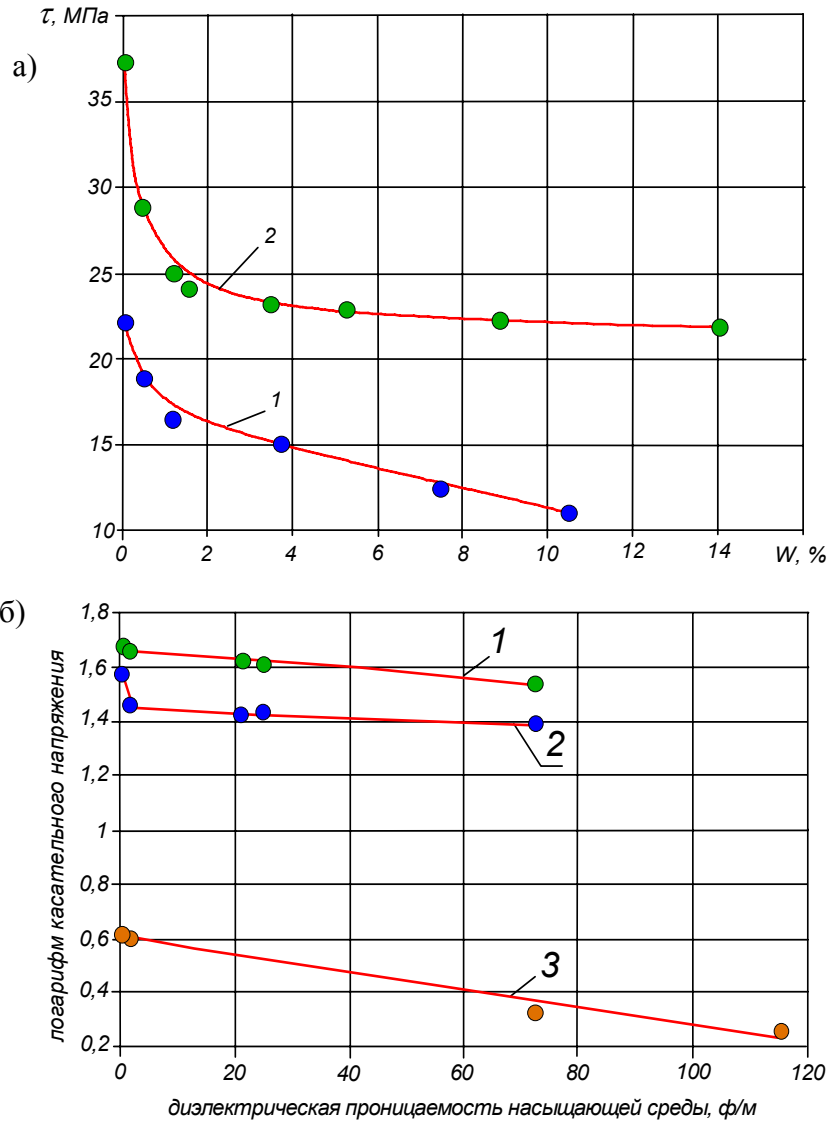 τ, МПа
а)
35
30
25
20
15
10
2
1
0 2 4 6 8 10 12 14 W, %
б)
логарифм касательного напряжения
1,8
1,6
1,4
1,2
1
0,8
0,6
0,4
0,2
1
2
3
0 20 40 60 80 100 120
диэлектрическая проницаемость насыщающей среды, ф/м